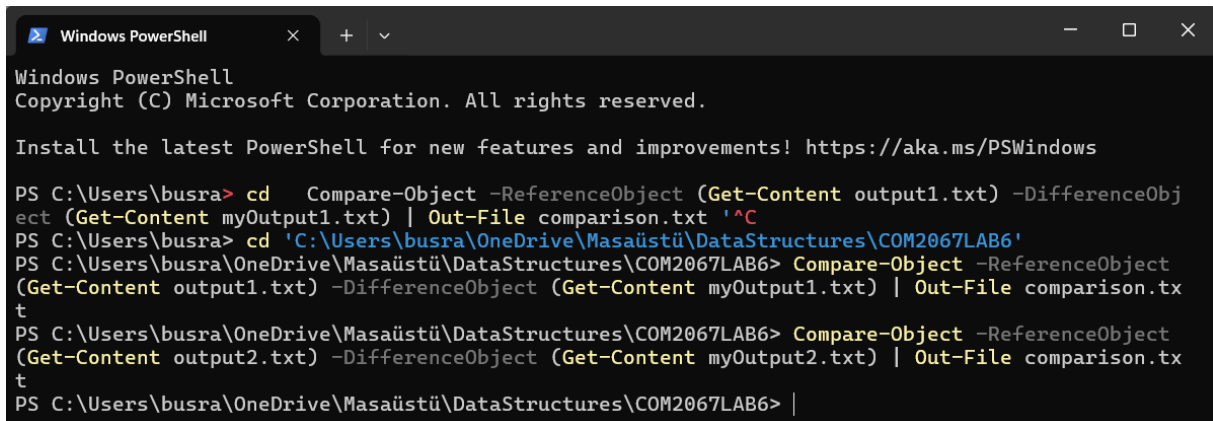 Windows PowerShell
Windows PowerShell
Copyright (C) Microsoft Corporation. All rights reserved.
Install the latest PowerShell for new features and improvements! https://aka.ms/PSWindows
PS C:\Users\busra> cd   Compare-Object -ReferenceObject (Get-Content output1.txt) -DifferenceObj
ect (Get-Content myOutput1.txt) | Out-File comparison.txt '^C
PS C:\Users\busra> cd 'C:\Users\busra\OneDrive\Masaüstü\DataStructures\COM2067LAB6'
PS C:\Users\busra\OneDrive\Masaüstü\DataStructures\COM2067LAB6> Compare-Object -ReferenceObject
(Get-Content output1.txt) -DifferenceObject (Get-Content myOutput1.txt) | Out-File comparison.tx
t
PS C:\Users\busra\OneDrive\Masaüstü\DataStructures\COM2067LAB6> Compare-Object -ReferenceObject
(Get-Content output2.txt) -DifferenceObject (Get-Content myOutput2.txt) | Out-File comparison.tx
t
PS C:\Users\busra\OneDrive\Masaüstü\DataStructures\COM2067LAB6>